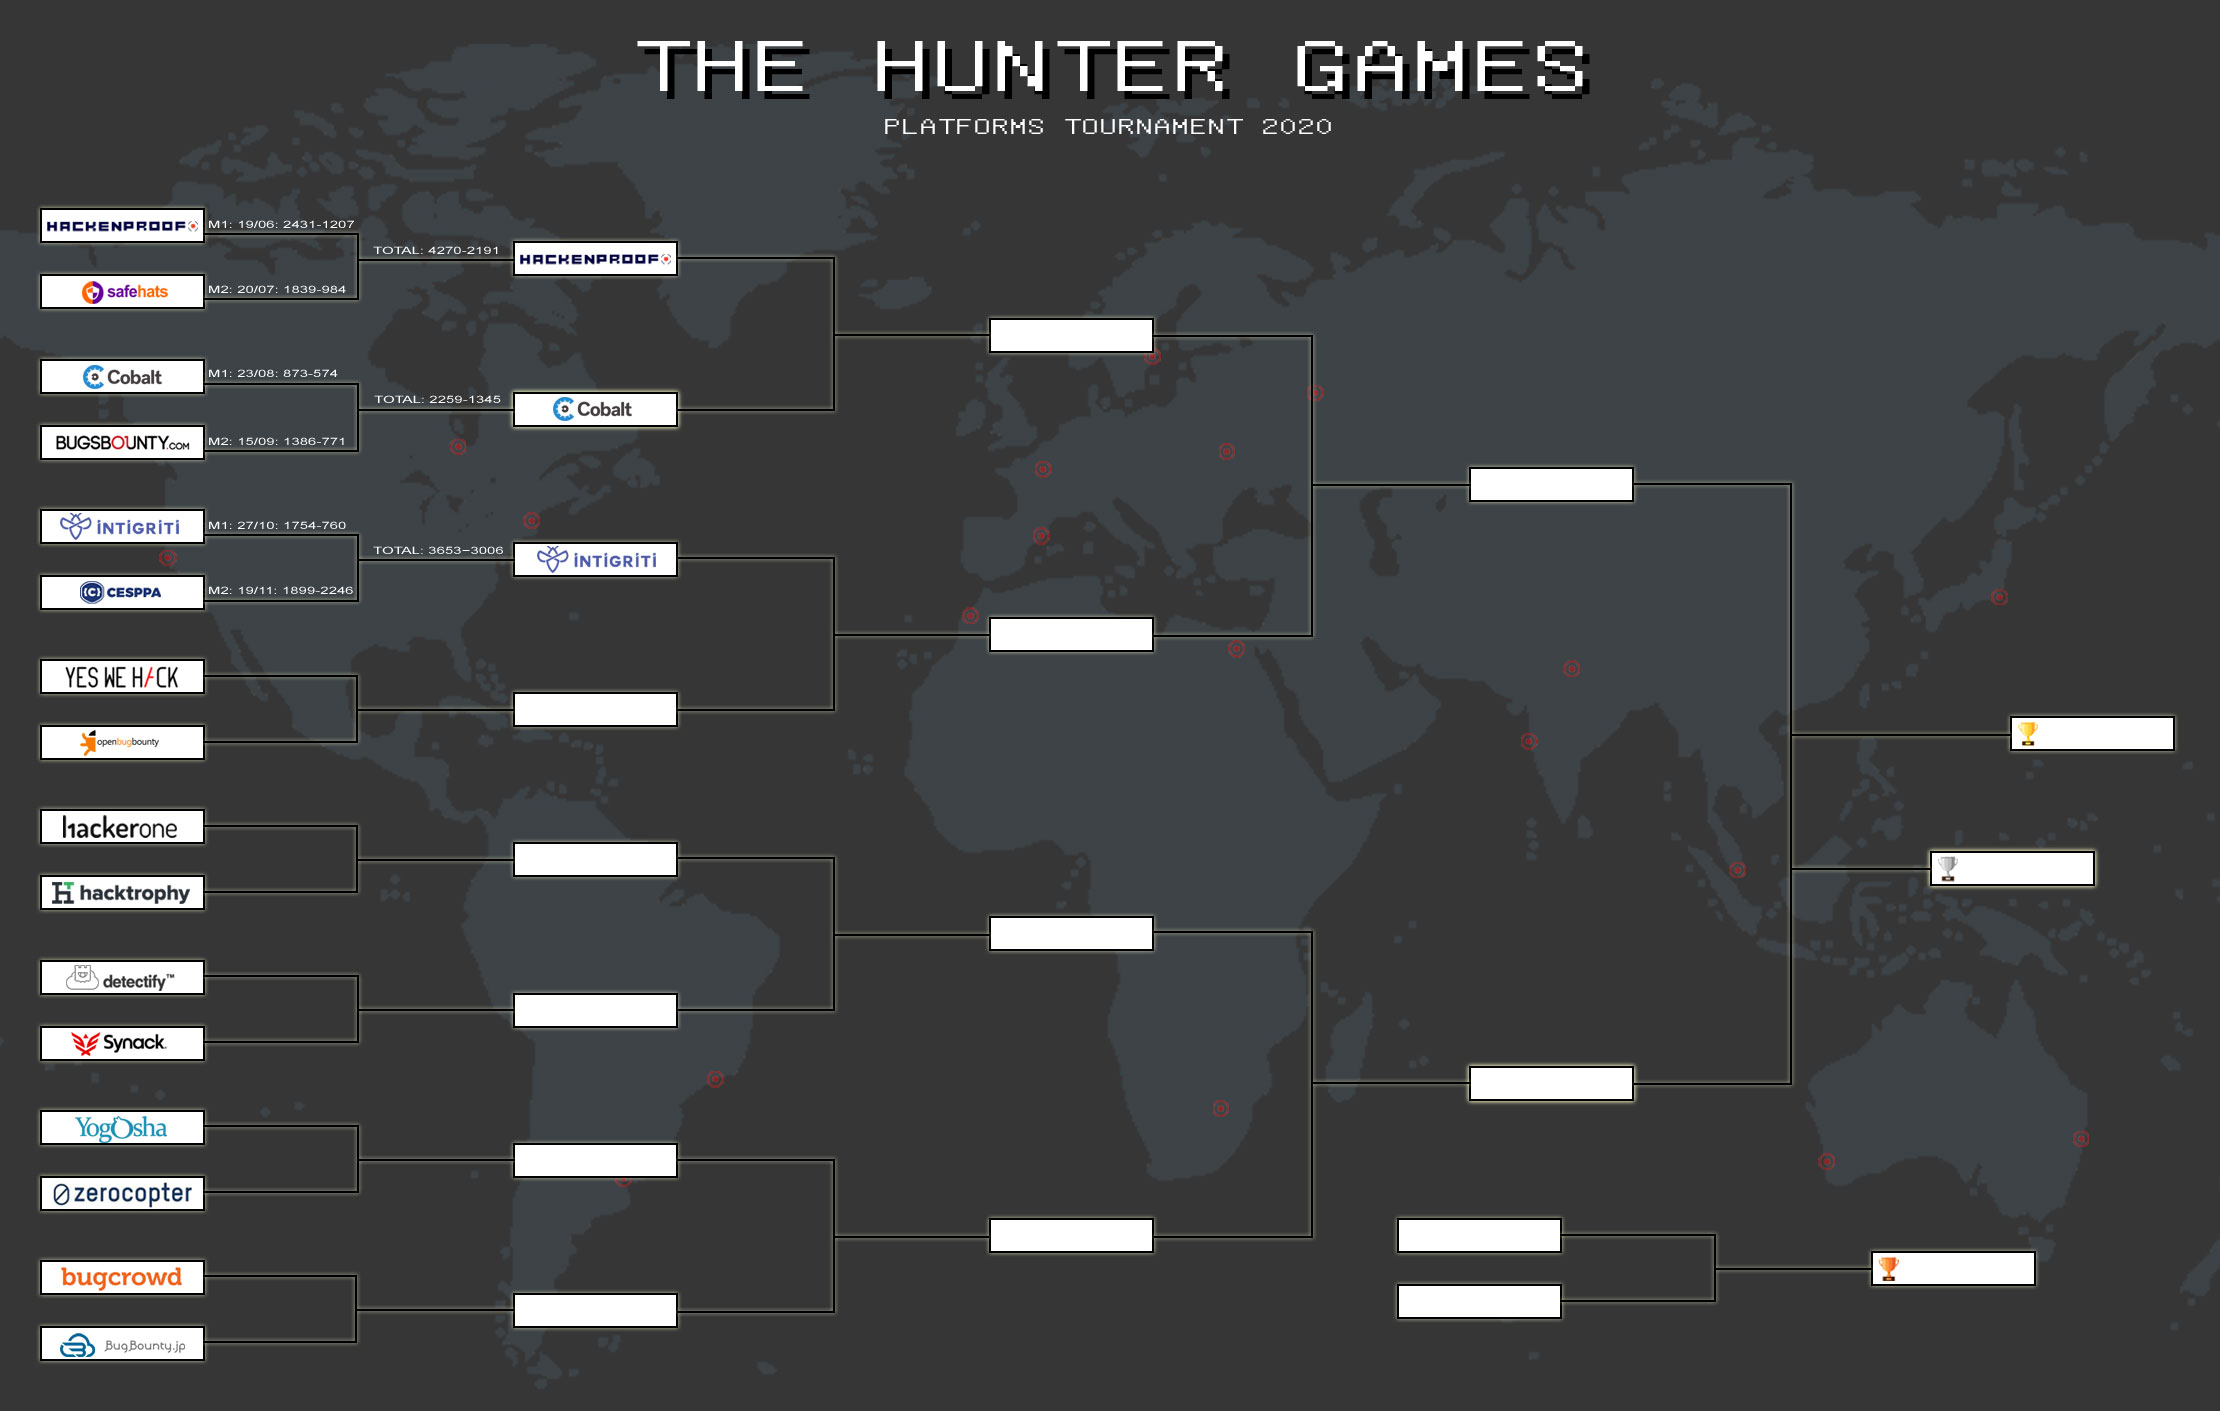 THE HUNTER GAMES
PLATFORMS TOURNAMENT 2020
HACKENPROOF
M1: 19/06: 2431-1207
TOTAL: 4270-2191
HACKENPROOF
safehats
M2: 20/07: 1839-984
Cobalt
M1: 23/08: 873-574
TOTAL: 2259-1345
Cobalt
BUGSBOUNTY.COM
M2: 15/09: 1386-771
intigriti
M1: 27/10: 1754-760
TOTAL: 3653-3006
intigriti
(C) CESPPA
M2: 19/11: 1899-2246
YES WE H/CK
openbugbounty
hackerone
hacktrophy
detectify™
Synack
YogOsha
zerocopter
bugcrowd
BugBounty.jp